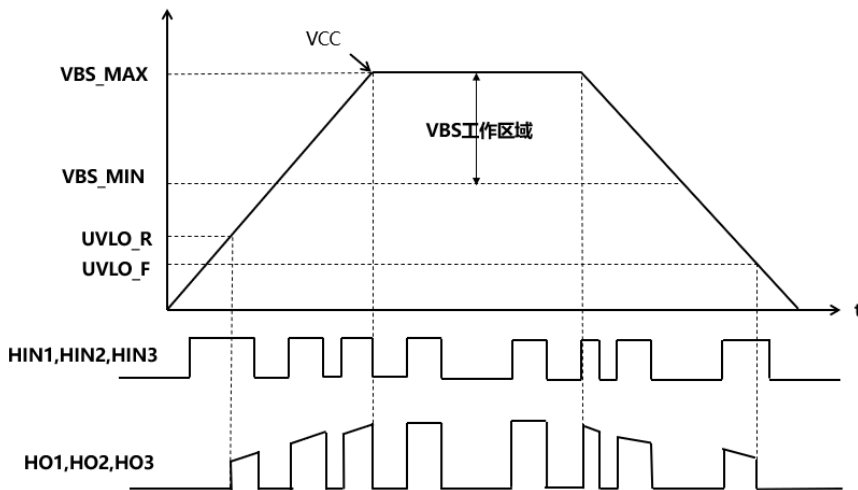 VCC
VBS_MAX
VBS工作区域
VBS_MIN
UVLO_R
UVLO_F
t
HIN1,HIN2,HIN3
HO1,HO2,HO3